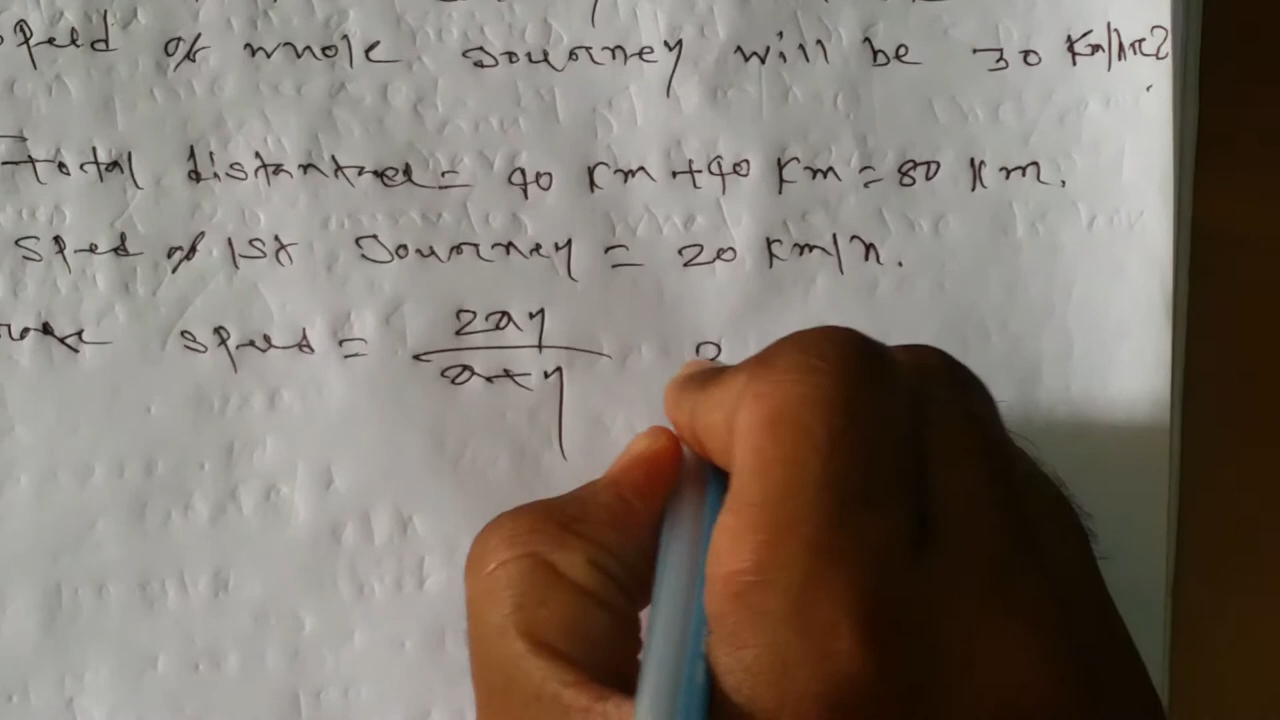 speed of whole Journey will be 30 Km/hr?
Total distance = 40 Km + 40 Km = 80 Km.
Sped of 1st Journey = 20 Km/h.
speed = 2xy / x+y